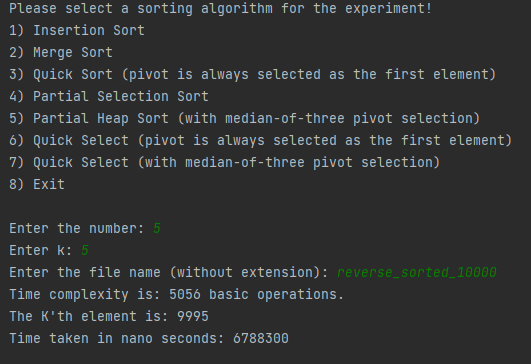 Please select a sorting algorithm for the experiment!
1) Insertion Sort
2) Merge Sort
3) Quick Sort (pivot is always selected as the first element)
4) Partial Selection Sort
5) Partial Heap Sort (with median-of-three pivot selection)
6) Quick Select (pivot is always selected as the first element)
7) Quick Select (with median-of-three pivot selection)
8) Exit
Enter the number: 5
Enter k: 5
Enter the file name (without extension): reverse_sorted_10000
Time complexity is: 5056 basic operations.
The K'th element is: 9995
Time taken in nano seconds: 6788300